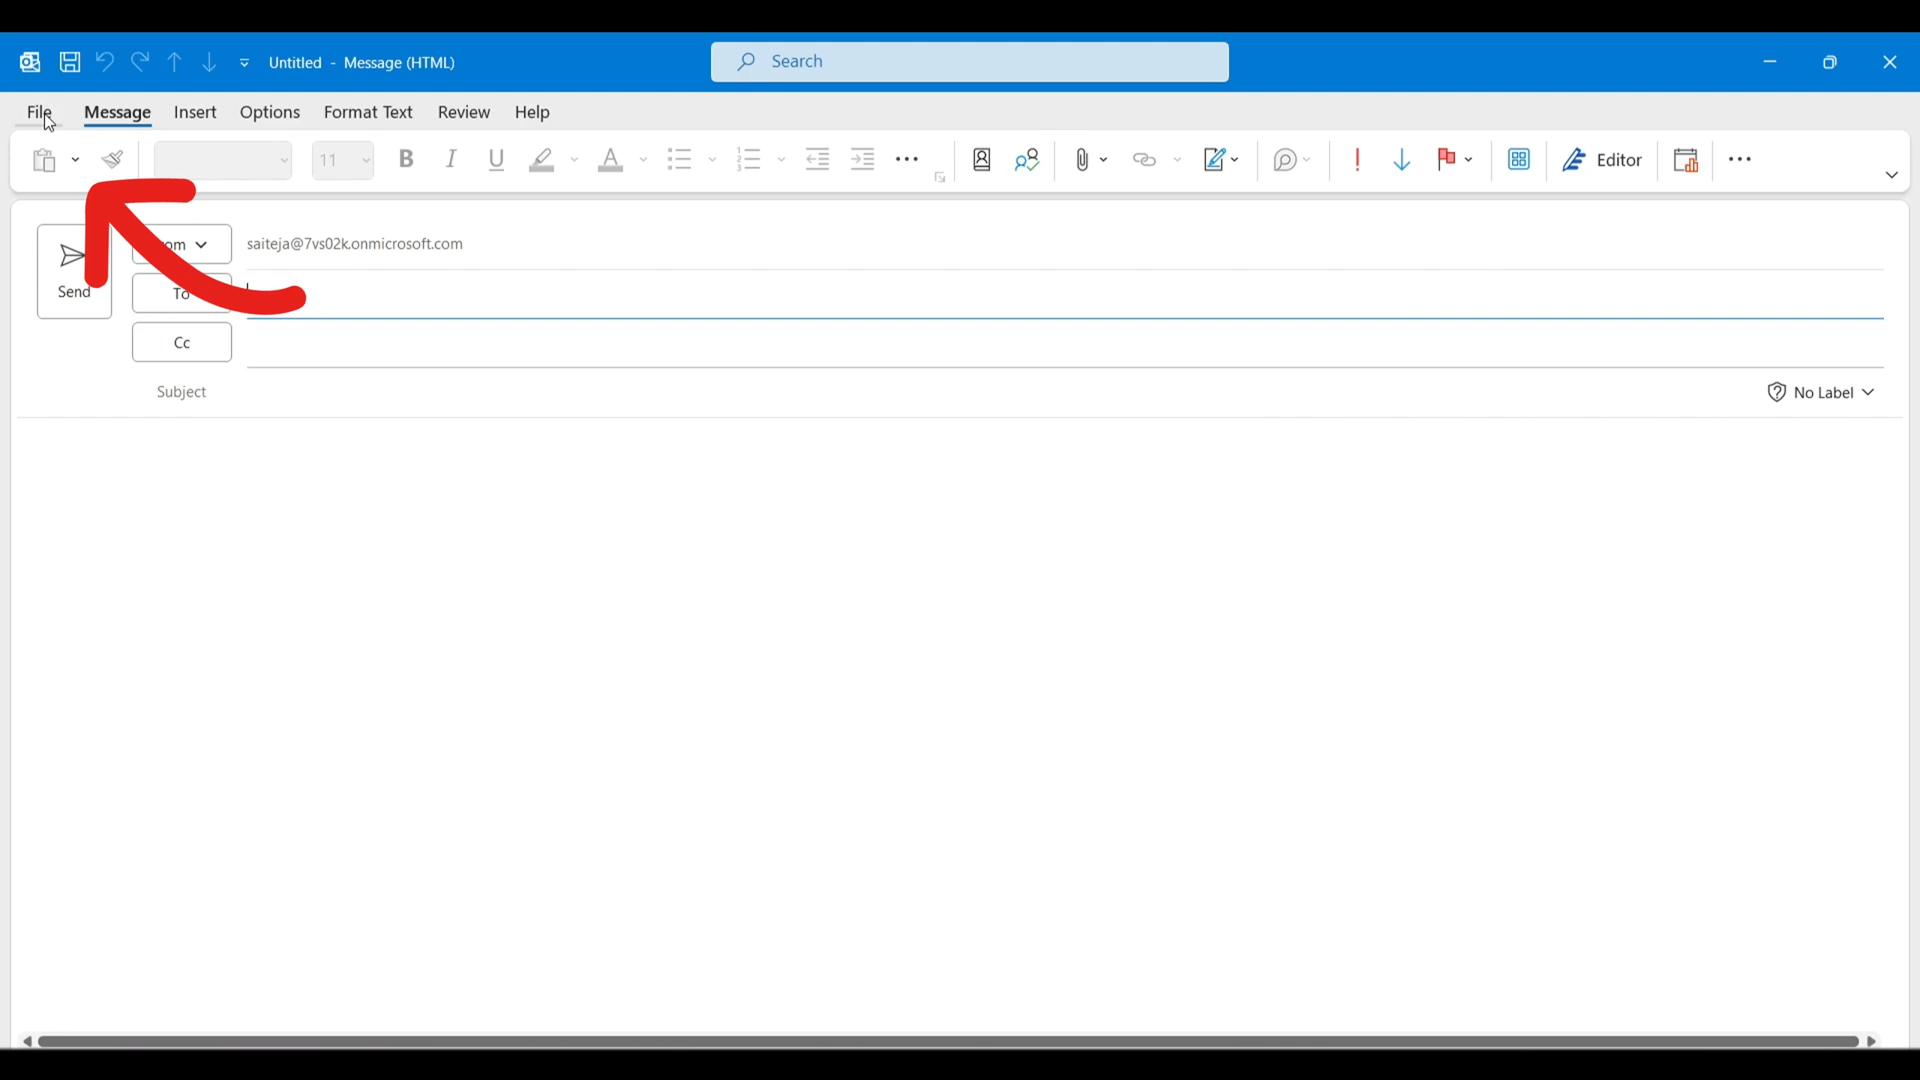 Untitled - Message (HTML)
Search
File Message Insert Options Format Text Review Help
11 B I U A Editor
om saiteja@7vs02k.onmicrosoft.com
Send
To
Cc
Subject
No Label